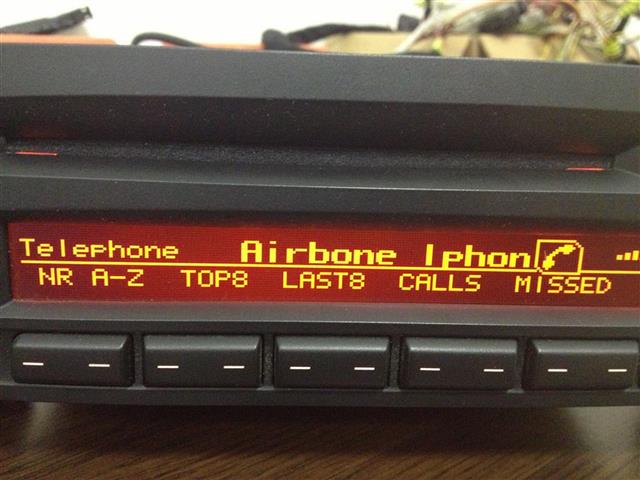 Telephone Airbone Iphon
NR A-Z TOP8 LAST8 CALLS MISSED